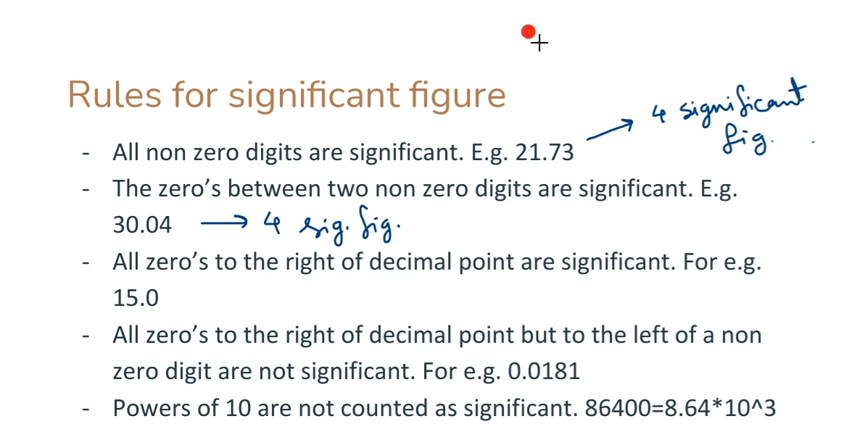 Rules for significant figure
- All non zero digits are significant. E.g. 21.73 → 4 significant fig.
- The zero's between two non zero digits are significant. E.g.
30.04 → 4 sig. fig.
- All zero's to the right of decimal point are significant. For e.g.
15.0
- All zero’s to the right of decimal point but to the left of a non
zero digit are not significant. For e.g. 0.0181
- Powers of 10 are not counted as significant. 86400=8.64*10^3